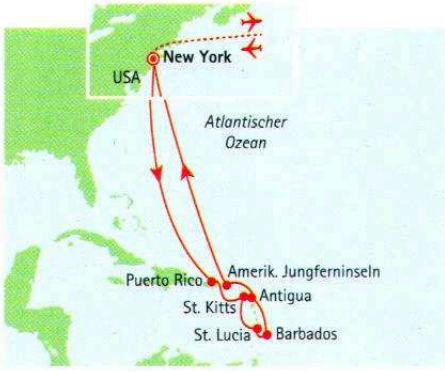 New York
USA
Atlantischer
Ozean
Puerto Rico
Amerik. Jungferninseln
St. Kitts
Antigua
St. Lucia
Barbados